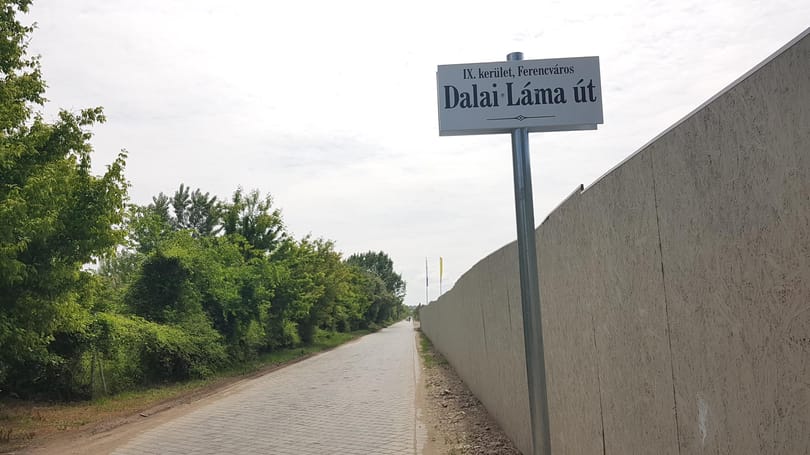 IX. kerület, Ferencváros
Dalai Láma út